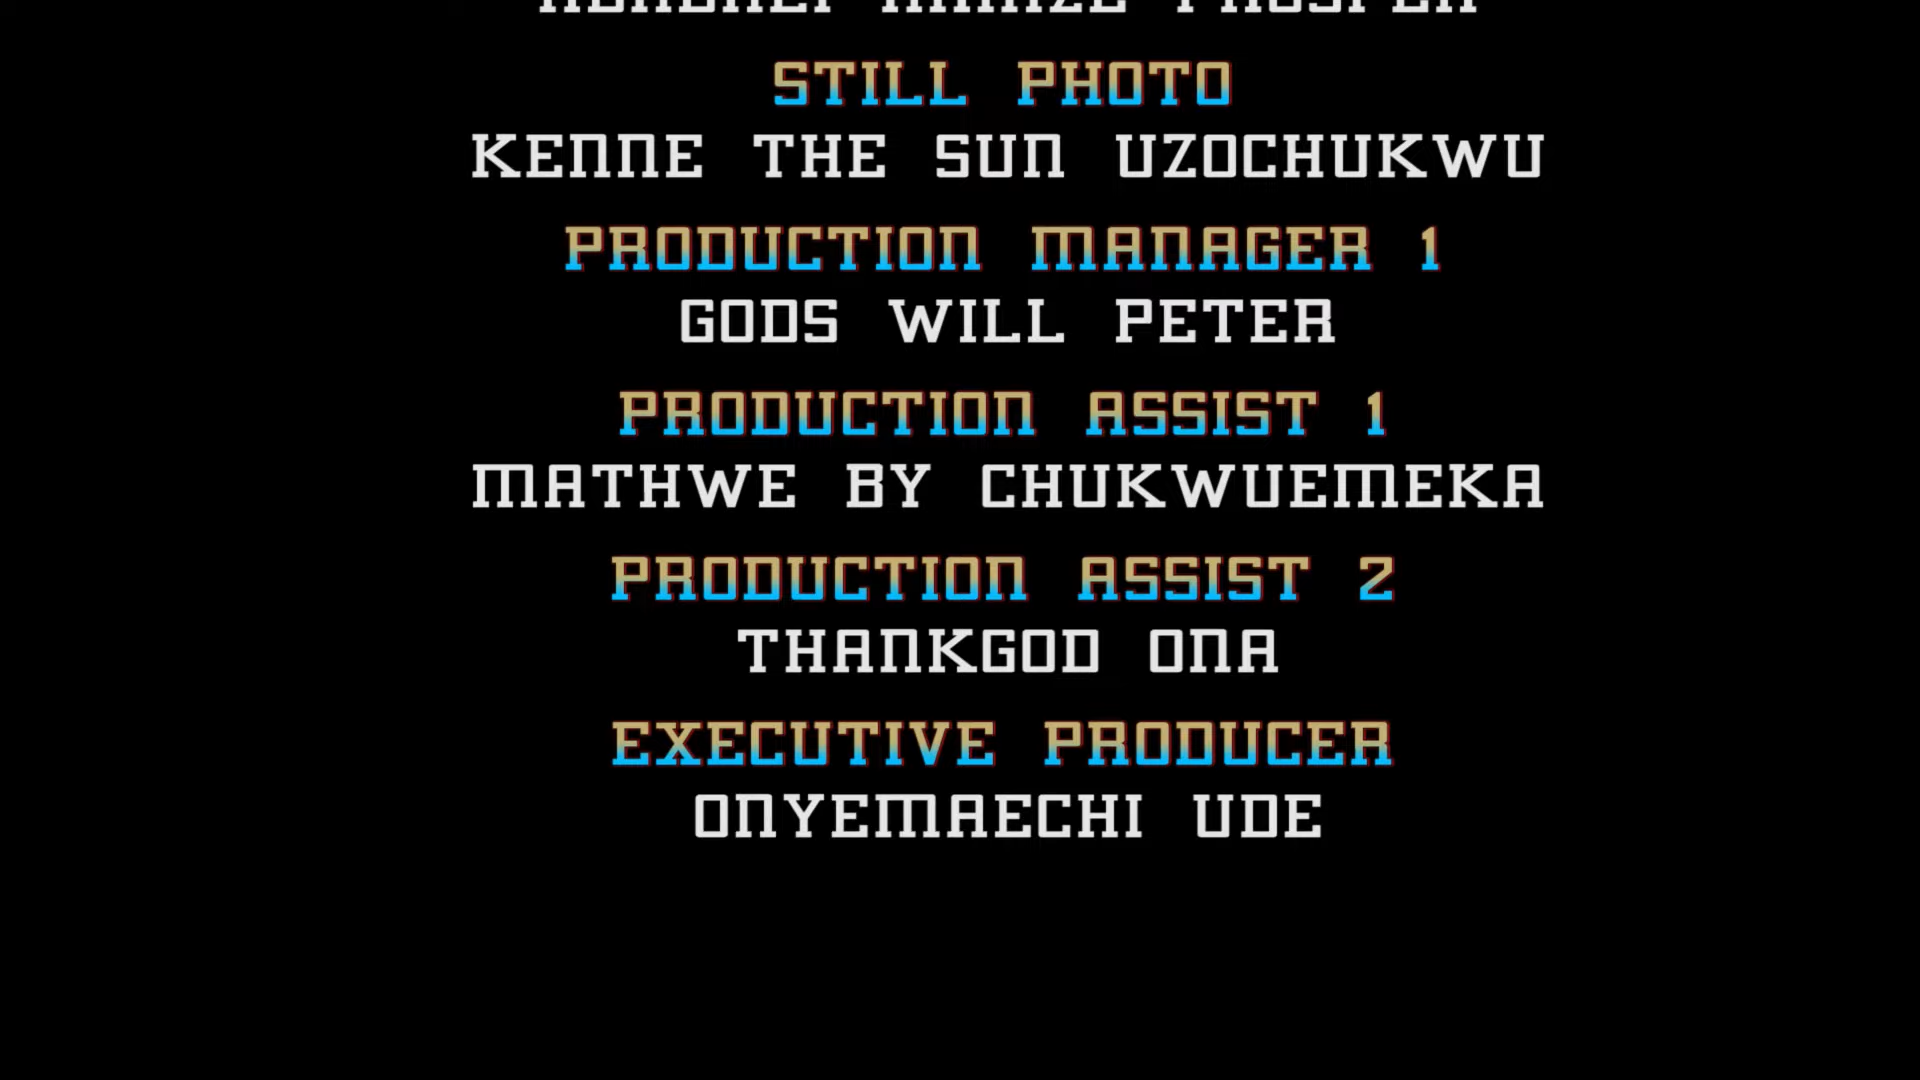 STILL PHOTO
KENNE THE SUN UZOCHUKWU
PRODUCTION MANAGER 1
GODS WILL PETER
PRODUCTION ASSIST 1
MATHWE BY CHUKWUEMEKA
PRODUCTION ASSIST 2
THANKGOD ONA
EXECUTIVE PRODUCER
ONYEMAECHI UDE